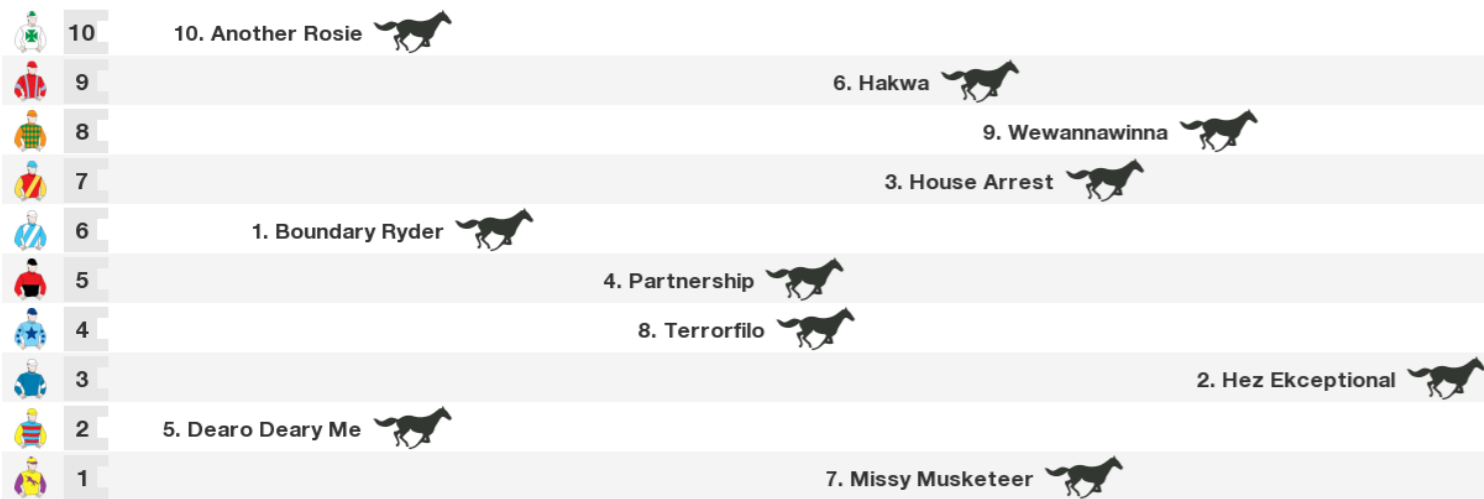 10 10. Another Rosie
9 6. Hakwa
8 9. Wewannawinna
7 3. House Arrest
6 1. Boundary Ryder
5 4. Partnership
4 8. Terrorfilo
3 2. Hez Ekceptional
2 5. Dearo Deary Me
1 7. Missy Musketeer